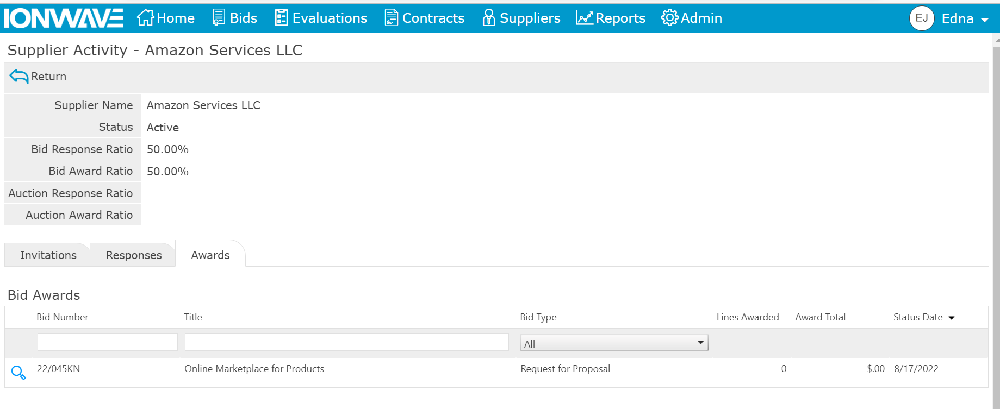 IONWAVE Home Bids Evaluations Contracts Suppliers Reports Admin EJ Edna
Supplier Activity - Amazon Services LLC
Return
Supplier Name Amazon Services LLC
Status Active
Bid Response Ratio 50.00%
Bid Award Ratio 50.00%
Auction Response Ratio
Auction Award Ratio
Invitations Responses Awards
Bid Awards
Bid Number Title Bid Type Lines Awarded Award Total Status Date
All
22/045KN Online Marketplace for Products Request for Proposal 0 $.00 8/17/2022